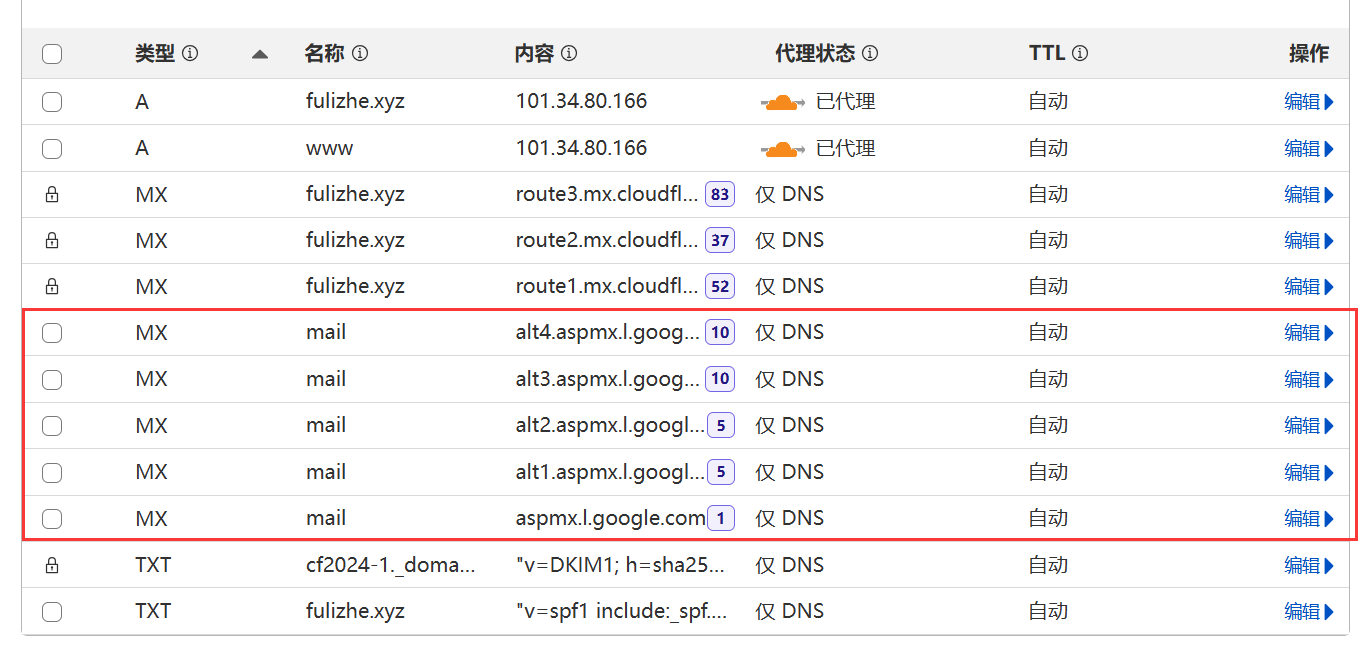 类型 名称 内容 代理状态 TTL 操作
A fulizhe.xyz 101.34.80.166 已代理 自动 编辑
A www 101.34.80.166 已代理 自动 编辑
MX fulizhe.xyz route3.mx.cloudfl... 83 仅 DNS 自动 编辑
MX fulizhe.xyz route2.mx.cloudfl... 37 仅 DNS 自动 编辑
MX fulizhe.xyz route1.mx.cloudfl... 52 仅 DNS 自动 编辑
MX mail alt4.aspmx.l.goog... 10 仅 DNS 自动 编辑
MX mail alt3.aspmx.l.goog... 10 仅 DNS 自动 编辑
MX mail alt2.aspmx.l.googl... 5 仅 DNS 自动 编辑
MX mail alt1.aspmx.l.googl... 5 仅 DNS 自动 编辑
MX mail aspmx.l.google.com 1 仅 DNS 自动 编辑
TXT cf2024-1._doma... "v=DKIM1; h=sha25... 仅 DNS 自动 编辑
TXT fulizhe.xyz "v=spf1 include:_spf.... 仅 DNS 自动 编辑